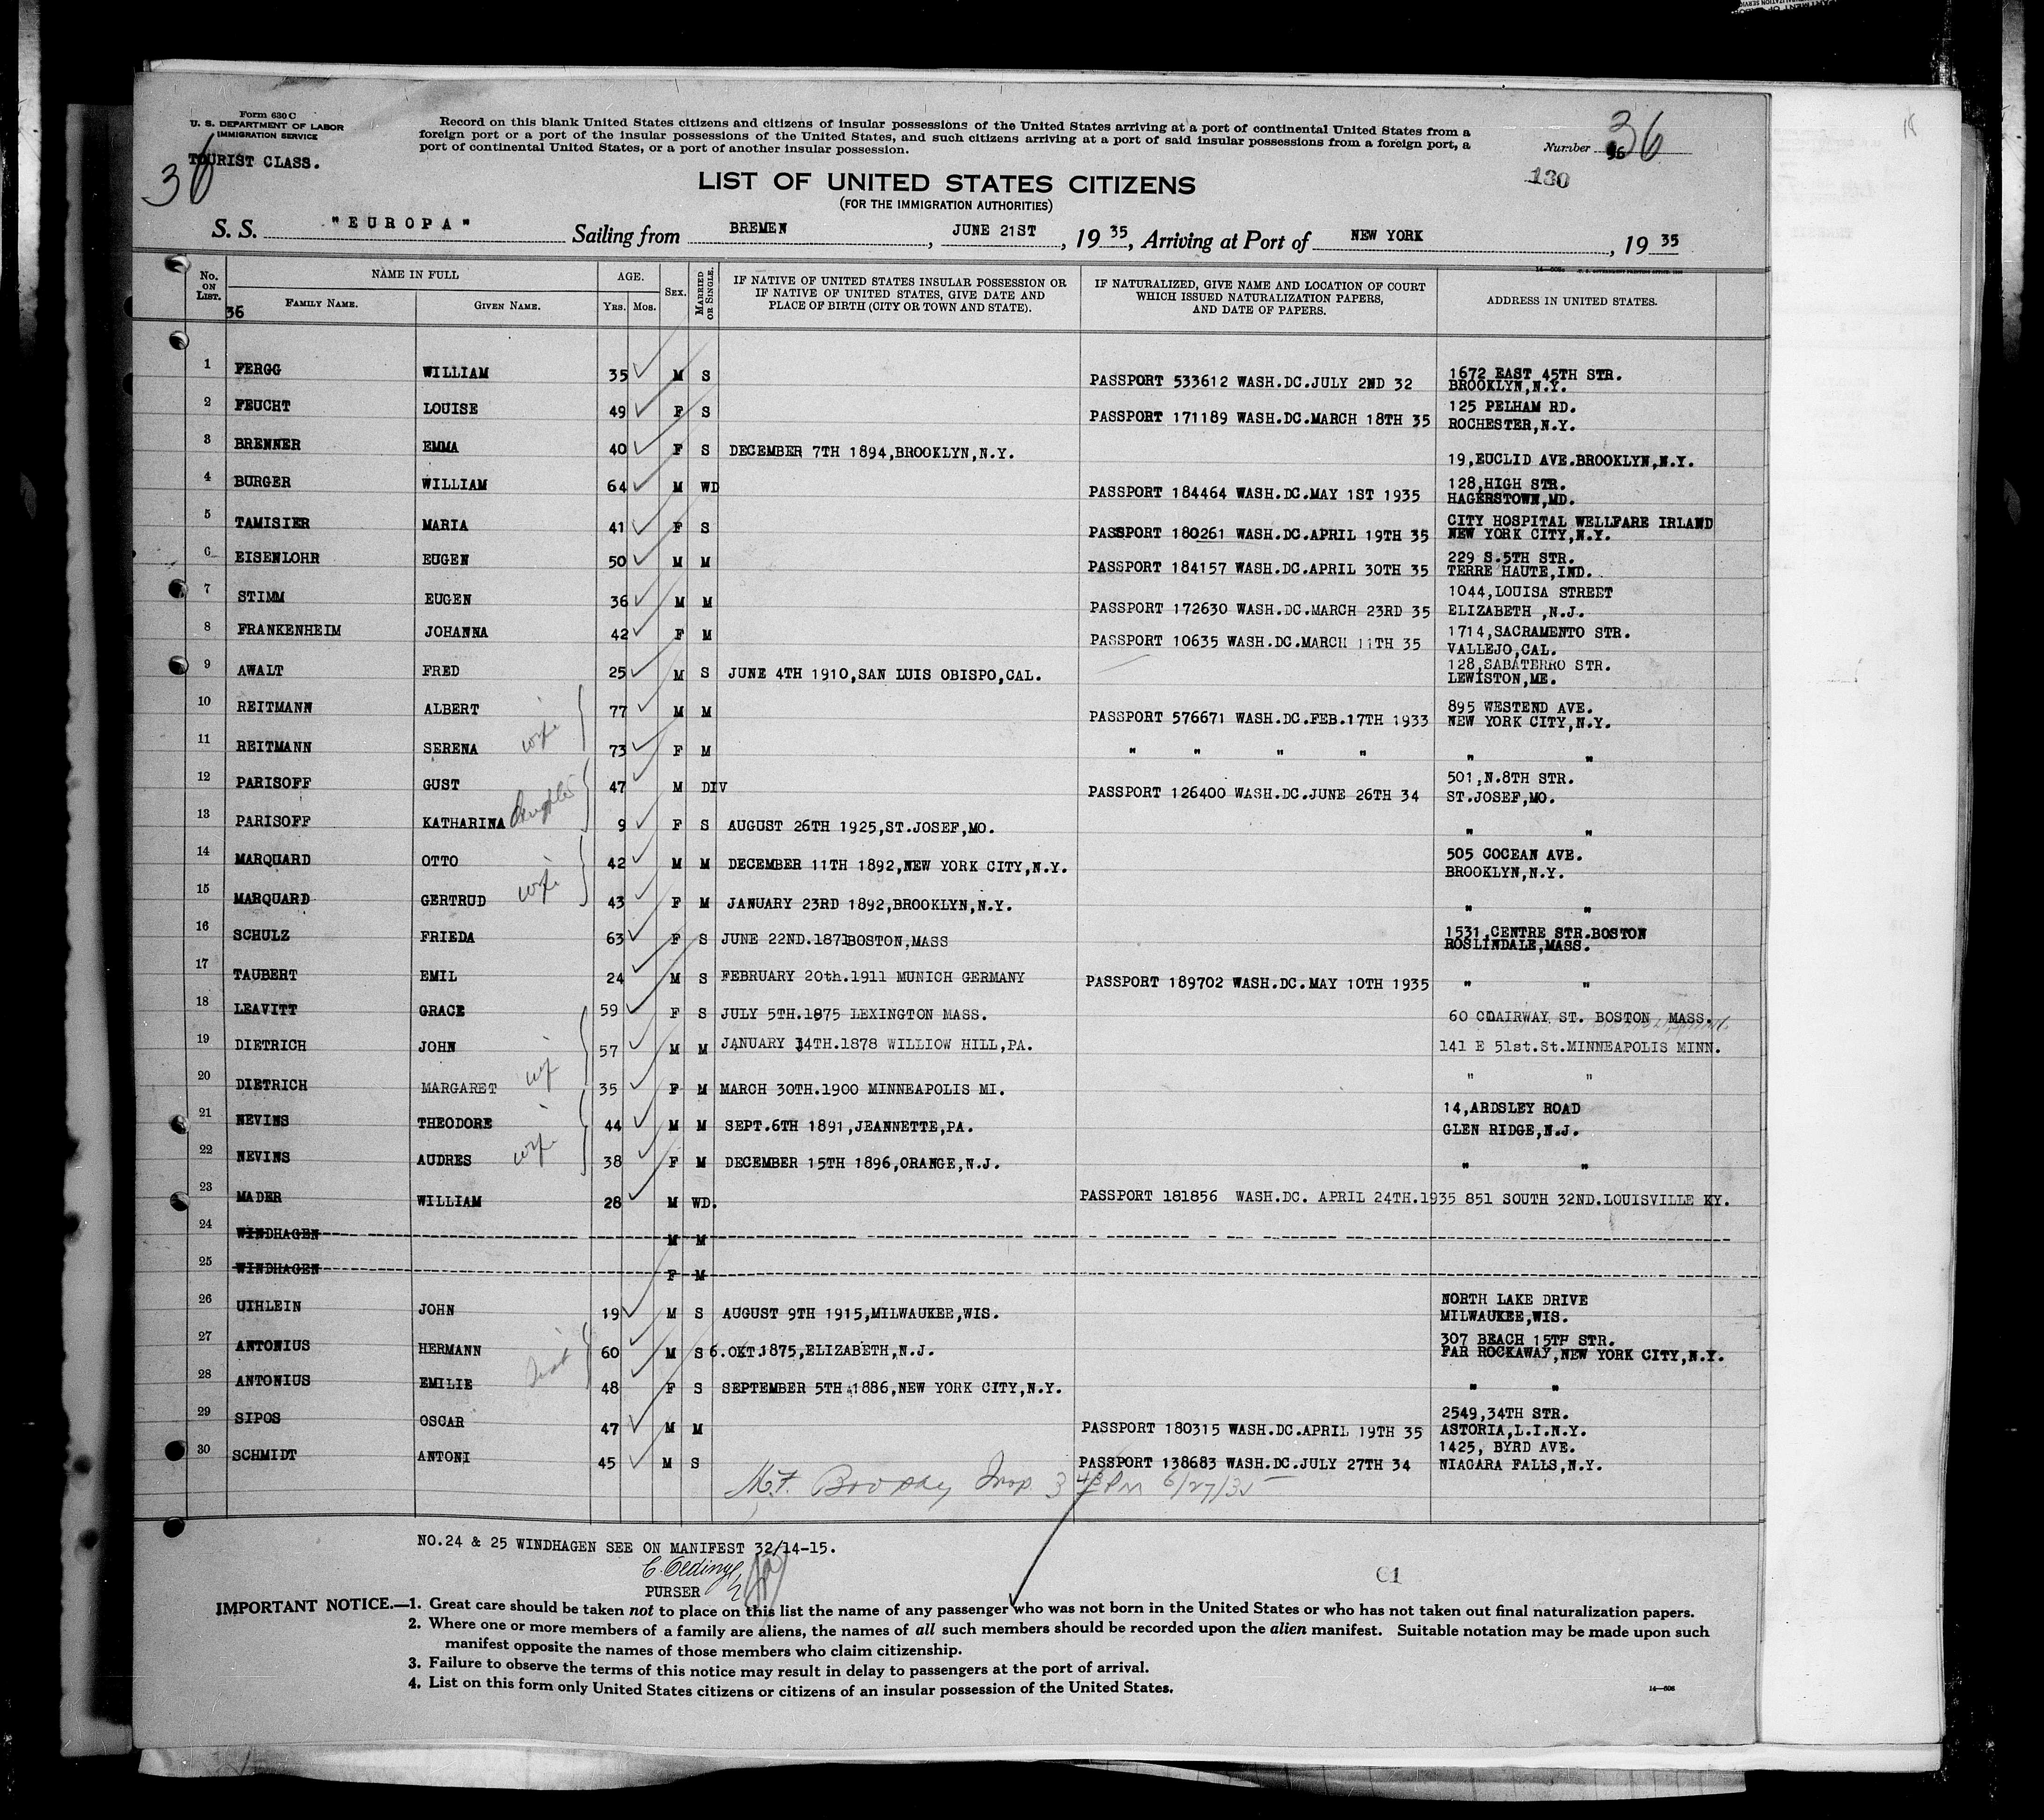 Form 630 C
U. S. DEPARTMENT OF LABOR
IMMIGRATION SERVICE
TOURIST CLASS.
36
Record on this blank United States citizens and citizens of insular possessions of the United States arriving at a port of continental United States from a
foreign port or a port of the insular possessions of the United States, and such citizens arriving at a port of said insular possessions from a foreign port, a
port of continental United States, or a port of another insular possession.
Number 36
36
130
LIST OF UNITED STATES CITIZENS
(FOR THE IMMIGRATION AUTHORITIES)
S. S. "EUROPA" Sailing from BREMEN, JUNE 21ST, 1935, Arriving at Port of NEW YORK, 1935
No. ON LIST. NAME IN FULL FAMILY NAME. GIVEN NAME. AGE. Yrs. Mos. SEX. MARRIED OR SINGLE. IF NATIVE OF UNITED STATES INSULAR POSSESSION OR IF NATIVE OF UNITED STATES, GIVE DATE AND PLACE OF BIRTH (CITY OR TOWN AND STATE). IF NATURALIZED, GIVE NAME AND LOCATION OF COURT WHICH ISSUED NATURALIZATION PAPERS, AND DATE OF PAPERS. ADDRESS IN UNITED STATES.
36
1 FERGG WILLIAM 35 M S PASSPORT 533612 WASH.DC.JULY 2ND 32 1672 EAST 45TH STR. BROOKLYN,N.Y.
2 FEUCHT LOUISE 49 F S PASSPORT 171189 WASH.DC.MARCH 18TH 35 125 PELHAM RD. ROCHESTER,N.Y.
3 BRENNER EMMA 40 F S DECEMBER 7TH 1894,BROOKLYN,N.Y. 19,EUCLID AVE.BROOKLYN,N.Y.
4 BURGER WILLIAM 64 M WD PASSPORT 184464 WASH.DC.MAY 1ST 1935 128,HIGH STR. HAGERSTOWN,MD.
5 TAMISIER MARIA 41 F S PASSPORT 180261 WASH.DC.APRIL 19TH 35 CITY HOSPITAL WELLFARE IRLAND NEW YORK CITY,N.Y.
6 EISENLOHR EUGEN 50 M M PASSPORT 184157 WASH.DC.APRIL 30TH 35 229 S.5TH STR. TERRE HAUTE,IND.
7 STIMM EUGEN 36 M M PASSPORT 172630 WASH.DC.MARCH 23RD 35 1044,LOUISA STREET ELIZABETH ,N.J.
8 FRANKENHEIM JOHANNA 42 F M PASSPORT 10635 WASH.DC.MARCH 11TH 35 1714,SACRAMENTO STR. VALLEJO,CAL.
9 AWALT FRED 25 M S JUNE 4TH 1910,SAN LUIS OBISPO,CAL. 128,SABATERRO STR. LEWISTON,ME.
10 REITMANN ALBERT 77 M M PASSPORT 576671 WASH.DC.FEB.17TH 1933 895 WESTEND AVE. NEW YORK CITY,N.Y.
11 REITMANN SERENA wife 73 F M " " " " " "
12 PARISOFF GUST 47 M DIV PASSPORT 126400 WASH.DC.JUNE 26TH 34 501,N.8TH STR. ST.JOSEF,MO.
13 PARISOFF KATHARINA daughter 9 F S AUGUST 26TH 1925,ST.JOSEF,MO. " "
14 MARQUARD OTTO 42 M M DECEMBER 11TH 1892,NEW YORK CITY,N.Y. 505 COCEAN AVE. BROOKLYN,N.Y.
15 MARQUARD GERTRUD wife 43 F M JANUARY 23RD 1892,BROOKLYN,N.Y. " "
16 SCHULZ FRIEDA 63 F S JUNE 22ND.1871BOSTON,MASS 1531,CENTRE STR.BOSTON ROSLINDALE,MASS.
17 TAUBERT EMIL 24 M S FEBRUARY 20th.1911 MUNICH GERMANY PASSPORT 189702 WASH.DC.MAY 10TH 1935 " "
18 LEAVITT GRACE 59 F S JULY 5TH.1875 LEXINGTON MASS. 60 CDAIRWAY ST. BOSTON MASS.
19 DIETRICH JOHN 57 M M JANUARY 14TH.1878 WILLIOW HILL,PA. 141 E 51st.St.MINNEAPOLIS MINN.
20 DIETRICH MARGARET wife 35 F M MARCH 30TH.1900 MINNEAPOLIS MI. " "
21 NEVINS THEODORE 44 M M SEPT.6TH 1891,JEANNETTE,PA. 14,ARDSLEY ROAD GLEN RIDGE,N.J.
22 NEVINS AUDRES wife 38 F M DECEMBER 15TH 1896,ORANGE,N.J. " "
23 MADER WILLIAM 28 M WD. PASSPORT 181856 WASH.DC. APRIL 24TH.1935 851 SOUTH 32ND.LOUISVILLE KY.
24 WINDHAGEN M M
25 WINDHAGEN F M
26 UIHLEIN JOHN 19 M S AUGUST 9TH 1915,MILWAUKEE,WIS. NORTH LAKE DRIVE MILWAUKEE,WIS.
27 ANTONIUS HERMANN 60 M S 6.OKT.1875,ELIZABETH,N.J. 307 BEACH 15TH STR. FAR ROCKAWAY,NEW YORK CITY,N.Y.
28 ANTONIUS EMILIE 48 F S SEPTEMBER 5TH 1886,NEW YORK CITY,N.Y. " "
29 SIPOS OSCAR 47 M M PASSPORT 180315 WASH.DC.APRIL 19TH 35 2549,34TH STR. ASTORIA,L.I.N.Y.
30 SCHMIDT ANTONI 45 M S PASSPORT 138683 WASH.DC.JULY 27TH 34 1425, BYRD AVE. NIAGARA FALLS,N.Y.
Insp. 6/27/35
NO.24 & 25 WINDHAGEN SEE ON MANIFEST 32/14-15.
PURSER
C1
IMPORTANT NOTICE.—1. Great care should be taken not to place on this list the name of any passenger who was not born in the United States or who has not taken out final naturalization papers.
2. Where one or more members of a family are aliens, the names of all such members should be recorded upon the alien manifest. Suitable notation may be made upon such
manifest opposite the names of those members who claim citizenship.
3. Failure to observe the terms of this notice may result in delay to passengers at the port of arrival.
4. List on this form only United States citizens or citizens of an insular possession of the United States.
14—606